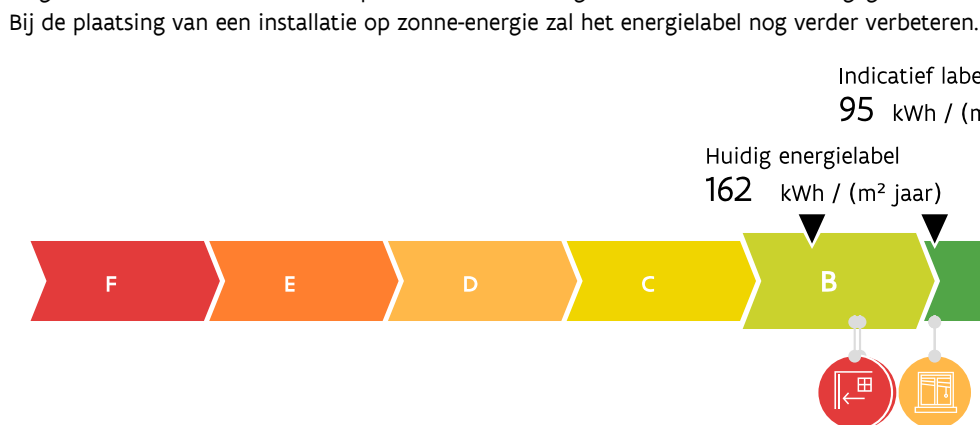 Bij de plaatsing van een installatie op zonne-energie zal het energielabel nog verder verbeteren.
Indicatief
95 kWh /
Huidig energielabel
162 kWh / (m² jaar)
F E D C B